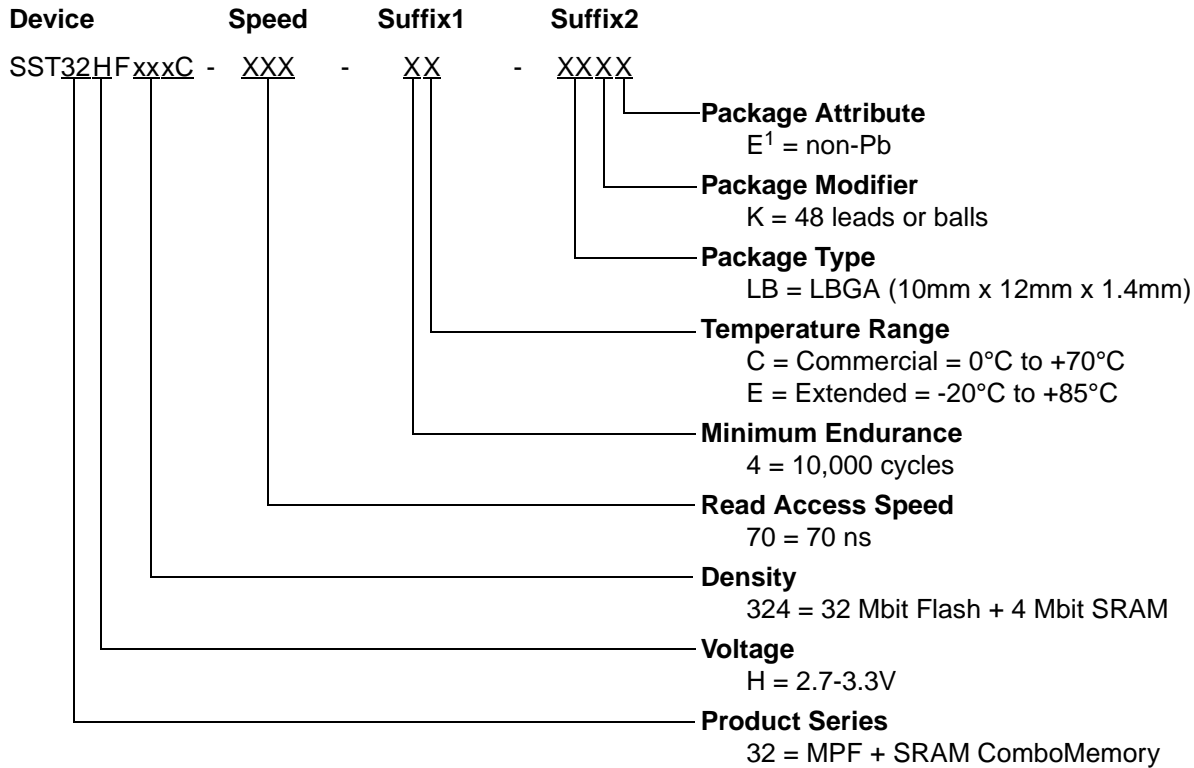 Device Speed Suffix1 Suffix2
SST32HFxxxC - XXX - XX - XXXX
Package Attribute
E1 = non-Pb
Package Modifier
K = 48 leads or balls
Package Type
LB = LBGA (10mm x 12mm x 1.4mm)
Temperature Range
C = Commercial = 0°C to +70°C
E = Extended = -20°C to +85°C
Minimum Endurance
4 = 10,000 cycles
Read Access Speed
70 = 70 ns
Density
324 = 32 Mbit Flash + 4 Mbit SRAM
Voltage
H = 2.7-3.3V
Product Series
32 = MPF + SRAM ComboMemory